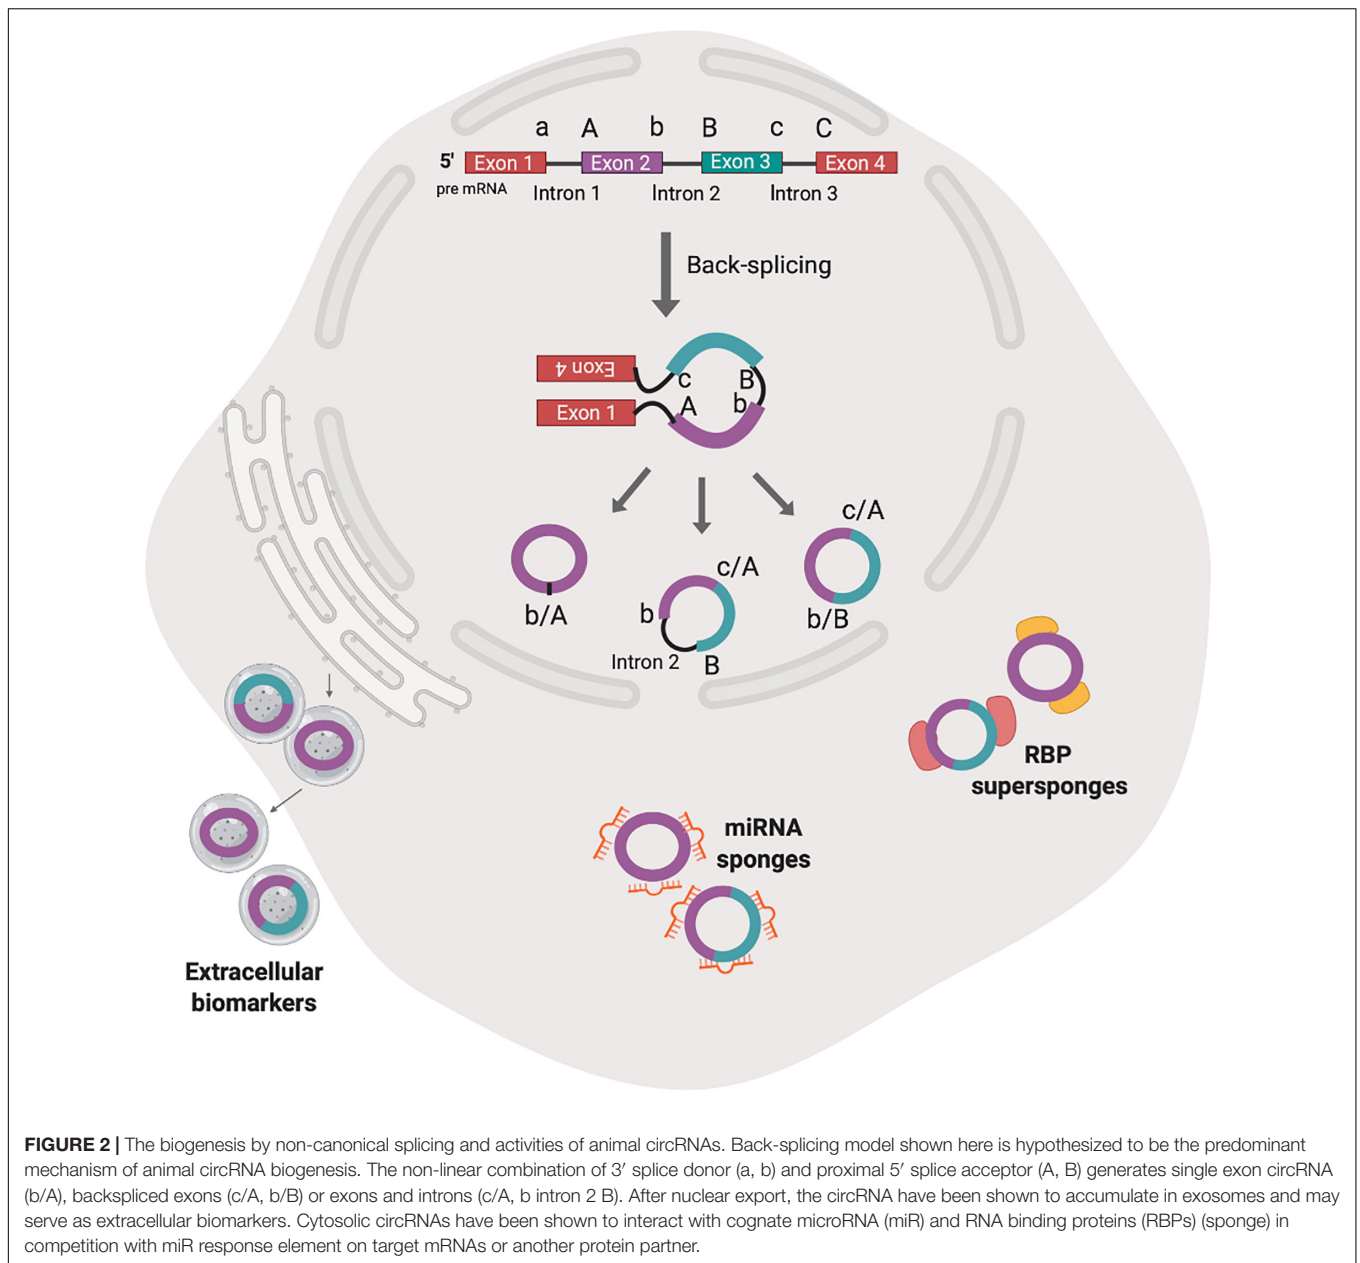 a A b B c C
5' Exon 1 Exon 2 Exon 3 Exon 4
pre mRNA Intron 1 Intron 2 Intron 3
Back-splicing
Exon 4
c B
Exon 1 A b
c/A
c/A
b/A b b/B
Intron 2 B
RBP
supersponges
miRNA
sponges
Extracellular
biomarkers
FIGURE 2 | The biogenesis by non-canonical splicing and activities of animal circRNAs. Back-splicing model shown here is hypothesized to be the predominant
mechanism of animal circRNA biogenesis. The non-linear combination of 3′ splice donor (a, b) and proximal 5′ splice acceptor (A, B) generates single exon circRNA
(b/A), backspliced exons (c/A, b/B) or exons and introns (c/A, b intron 2 B). After nuclear export, the circRNA have been shown to accumulate in exosomes and may
serve as extracellular biomarkers. Cytosolic circRNAs have been shown to interact with cognate microRNA (miR) and RNA binding proteins (RBPs) (sponge) in
competition with miR response element on target mRNAs or another protein partner.